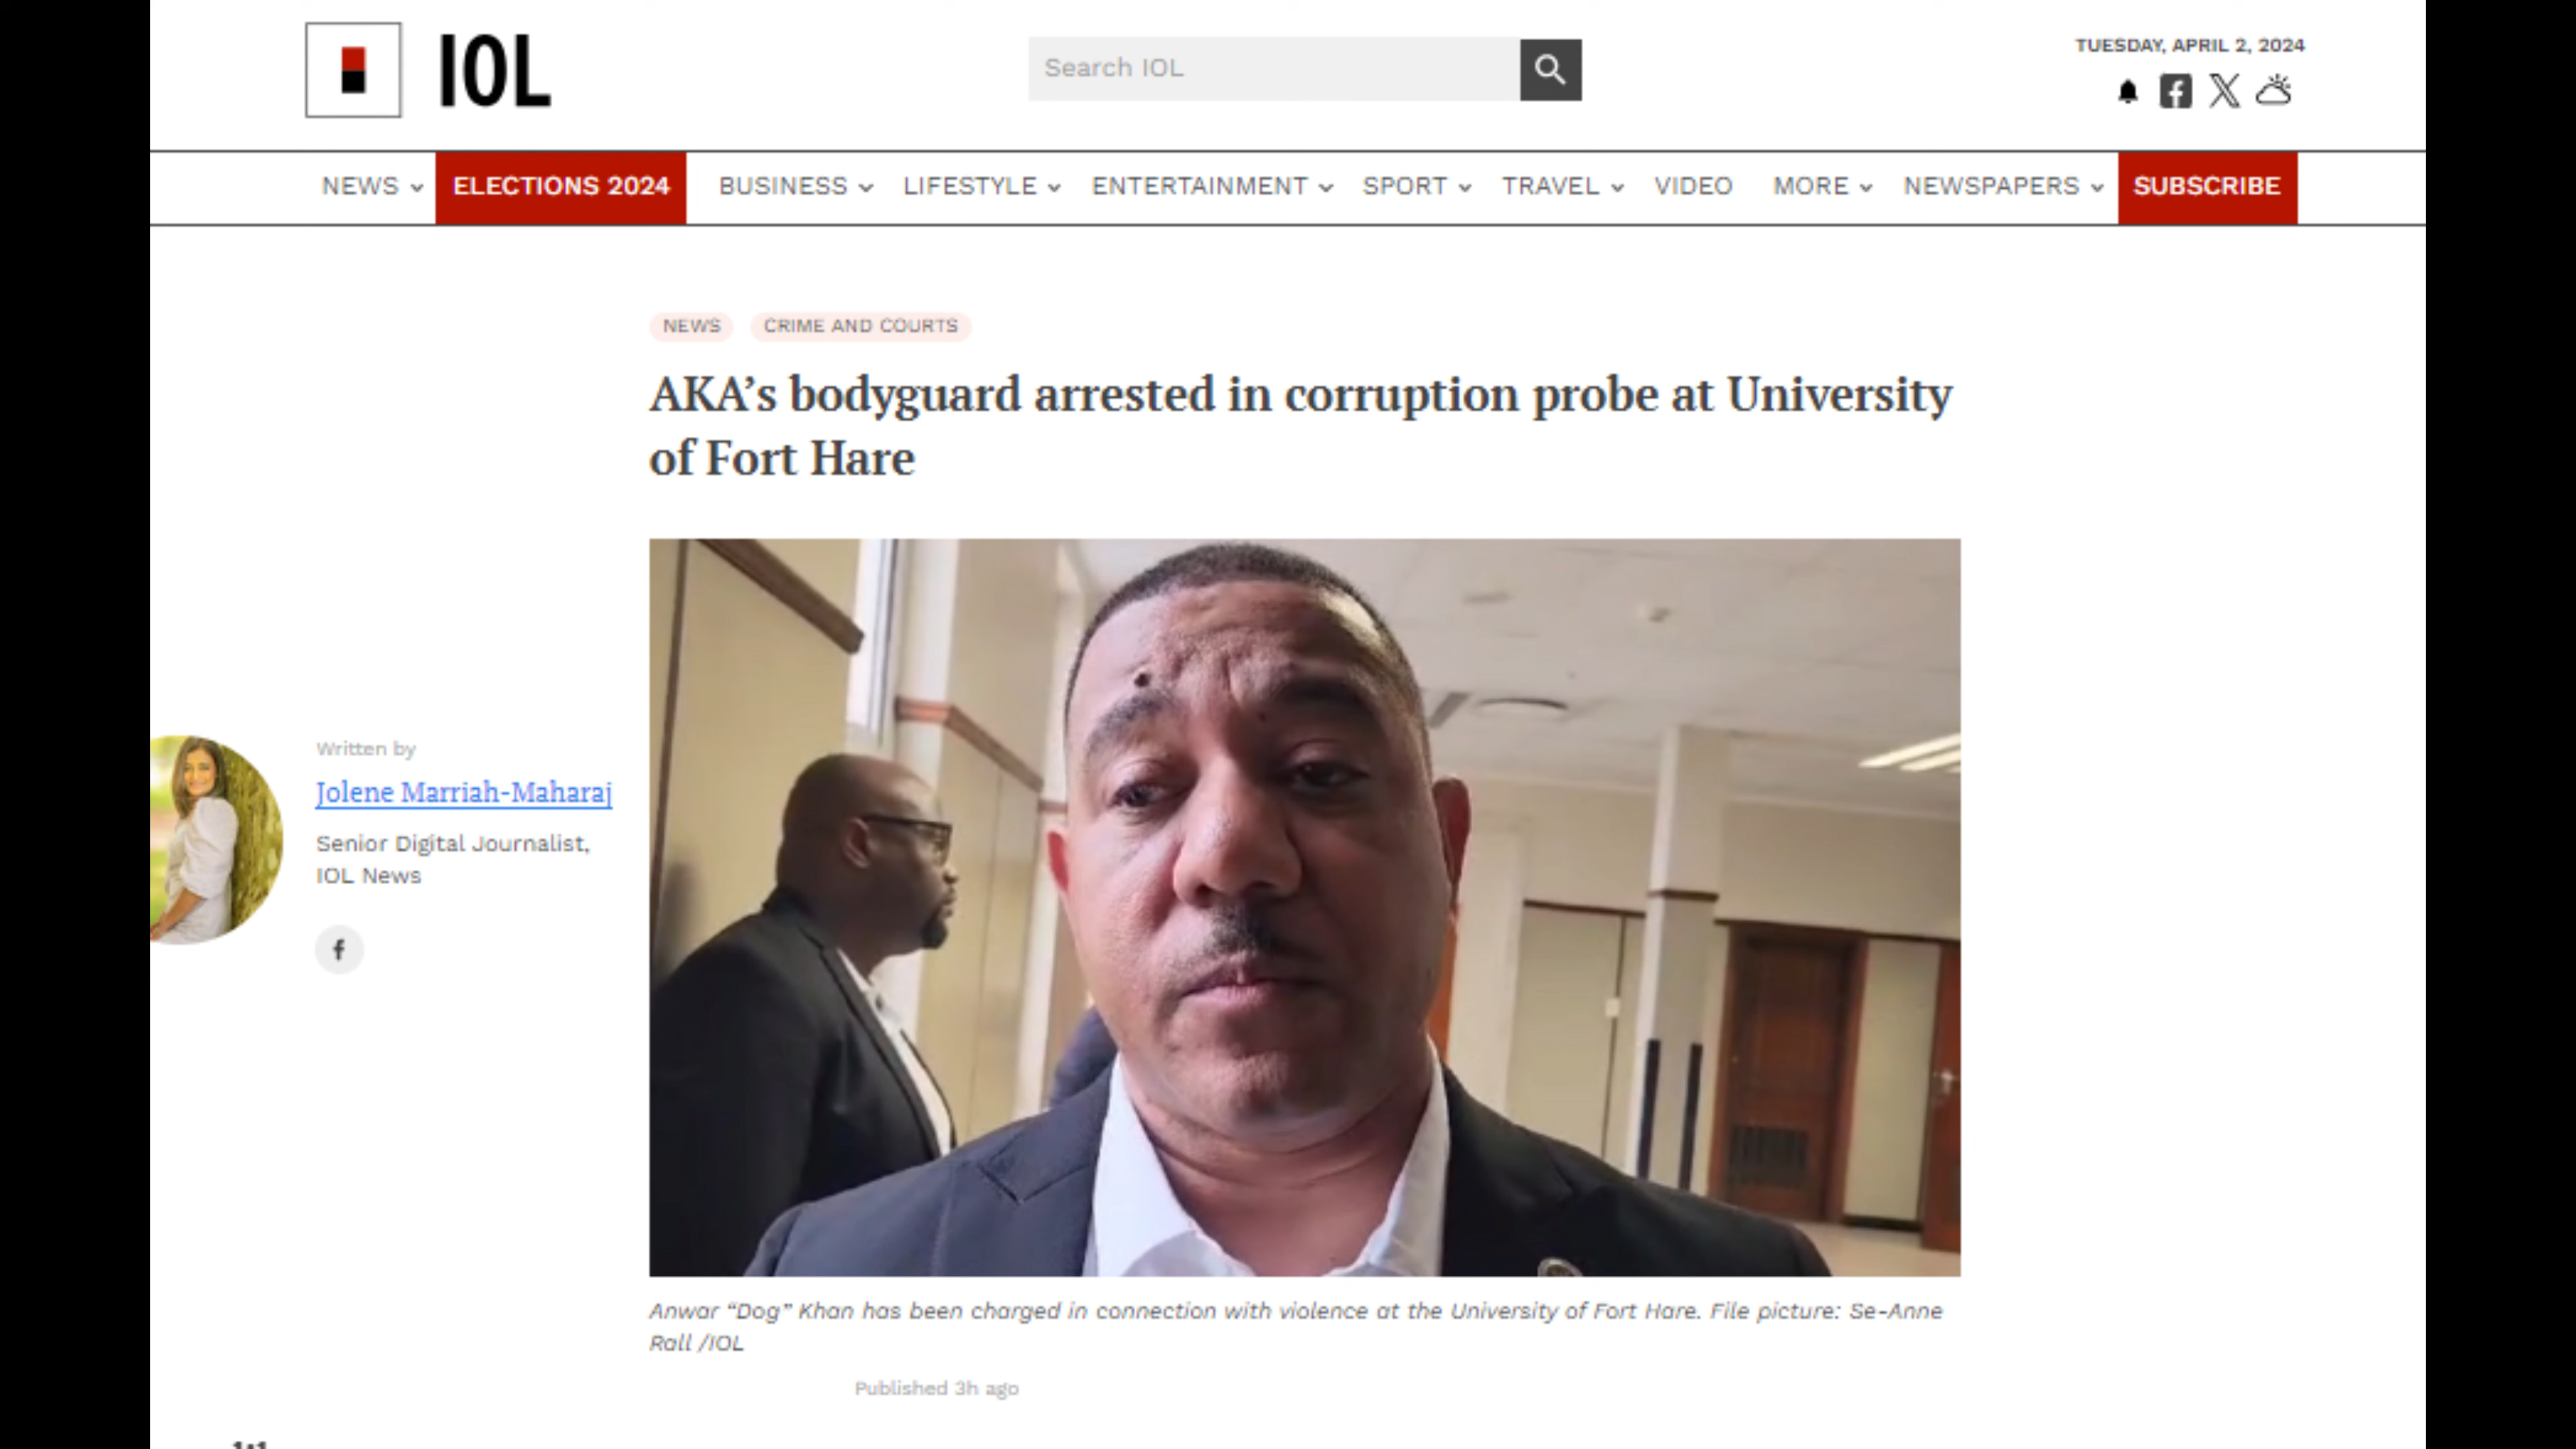 IOL
Search IOL
TUESDAY, APRIL 2, 2024
NEWS ELECTIONS 2024 BUSINESS LIFESTYLE ENTERTAINMENT SPORT TRAVEL VIDEO MORE NEWSPAPERS SUBSCRIBE
NEWS CRIME AND COURTS
AKA’s bodyguard arrested in corruption probe at University
of Fort Hare
Written by
Jolene Marriah-Maharaj
Senior Digital Journalist,
IOL News
Anwar “Dog” Khan has been charged in connection with violence at the University of Fort Hare. File picture: Se-Anne
Rall /IOL
Published 3h ago